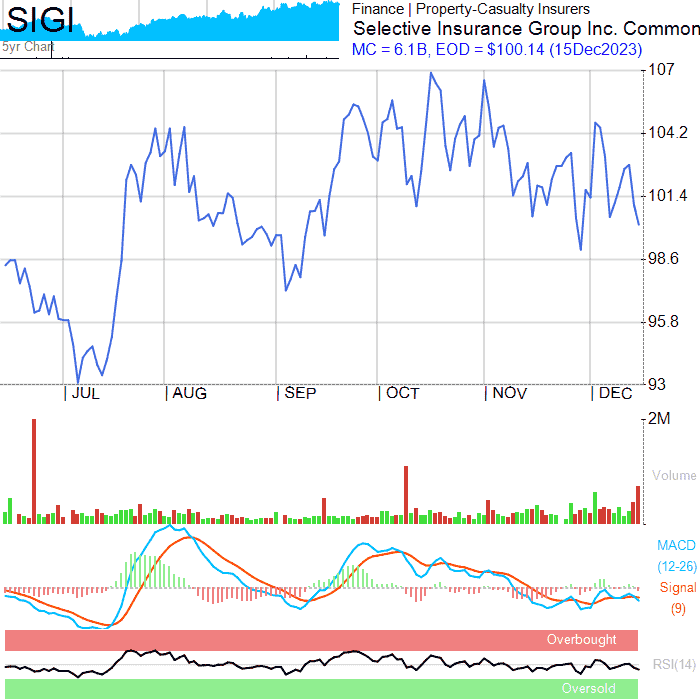 SIGI
5yr Chart
Finance | Property-Casualty Insurers
Selective Insurance Group Inc. Common
MC = 6.1B, EOD = $100.14 (15Dec2023)
107
104.2
101.4
98.6
95.8
93
JUL
AUG
SEP
OCT
NOV
DEC
2M
Volume
MACD
(12-26)
Signal
(9)
Overbought
RSI(14)
Oversold